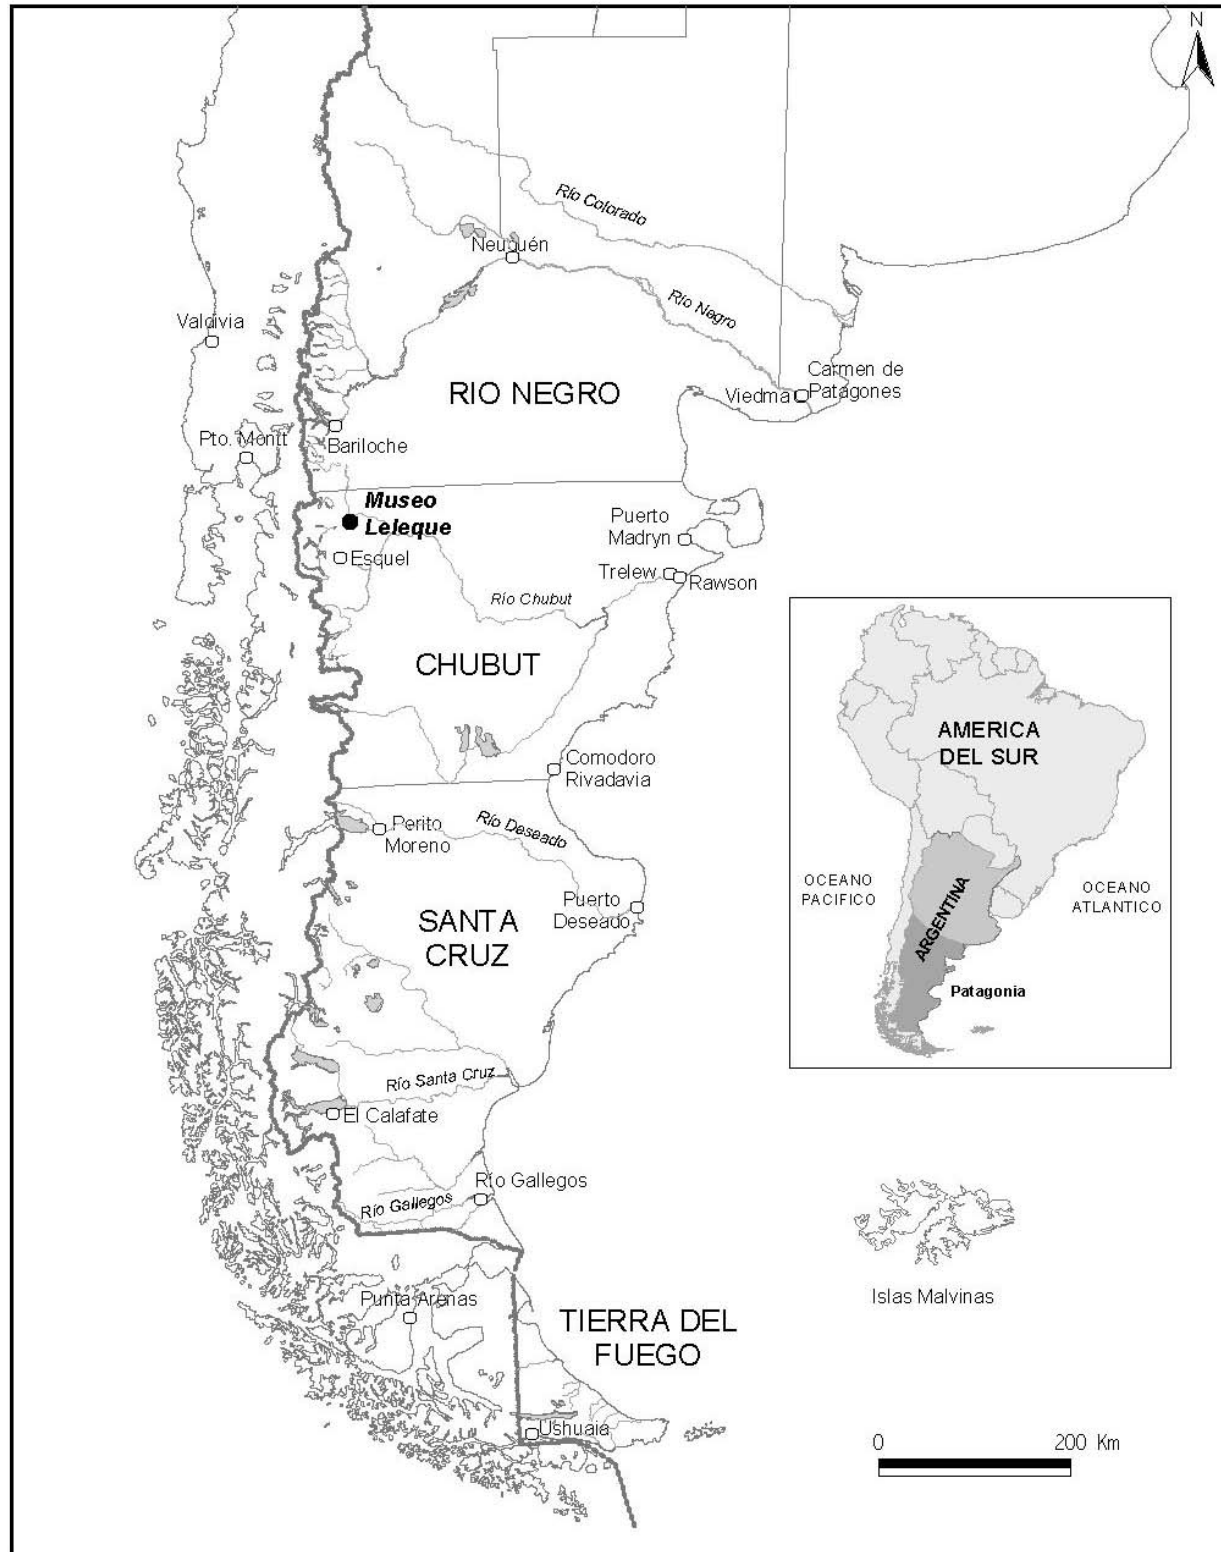 N
Río Colorado
Neuquén
Río Negro
Valdivia
Carmen de
Patagones
Viedma
RIO NEGRO
Pto. Montt
Bariloche
Museo
Leleque
Puerto
Madryn
Esquel
Trelew
Rawson
Río Chubut
CHUBUT
Comodoro
Rivadavia
Perito
Moreno
Río Deseado
Puerto
Deseado
SANTA
CRUZ
Río Santa Cruz
El Calafate
Río Gallegos
Río Gallegos
Punta Arenas
TIERRA DEL
FUEGO
Ushuaia
AMERICA
DEL SUR
OCEANO
PACIFICO
ARGENTINA
OCEANO
ATLANTICO
Patagonia
Islas Malvinas
0 200 Km